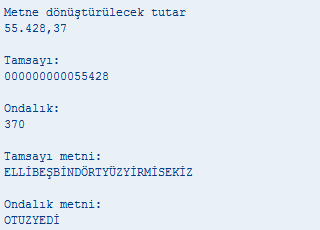 Metne dönüştürülecek tutar
55.428,37
Tamsayı:
000000000055428
Ondalık:
370
Tamsayı metni:
ELLİBEŞBİNDÖRTYÜZYİRMİSEKİZ
Ondalık metni:
OTUZYEDİ